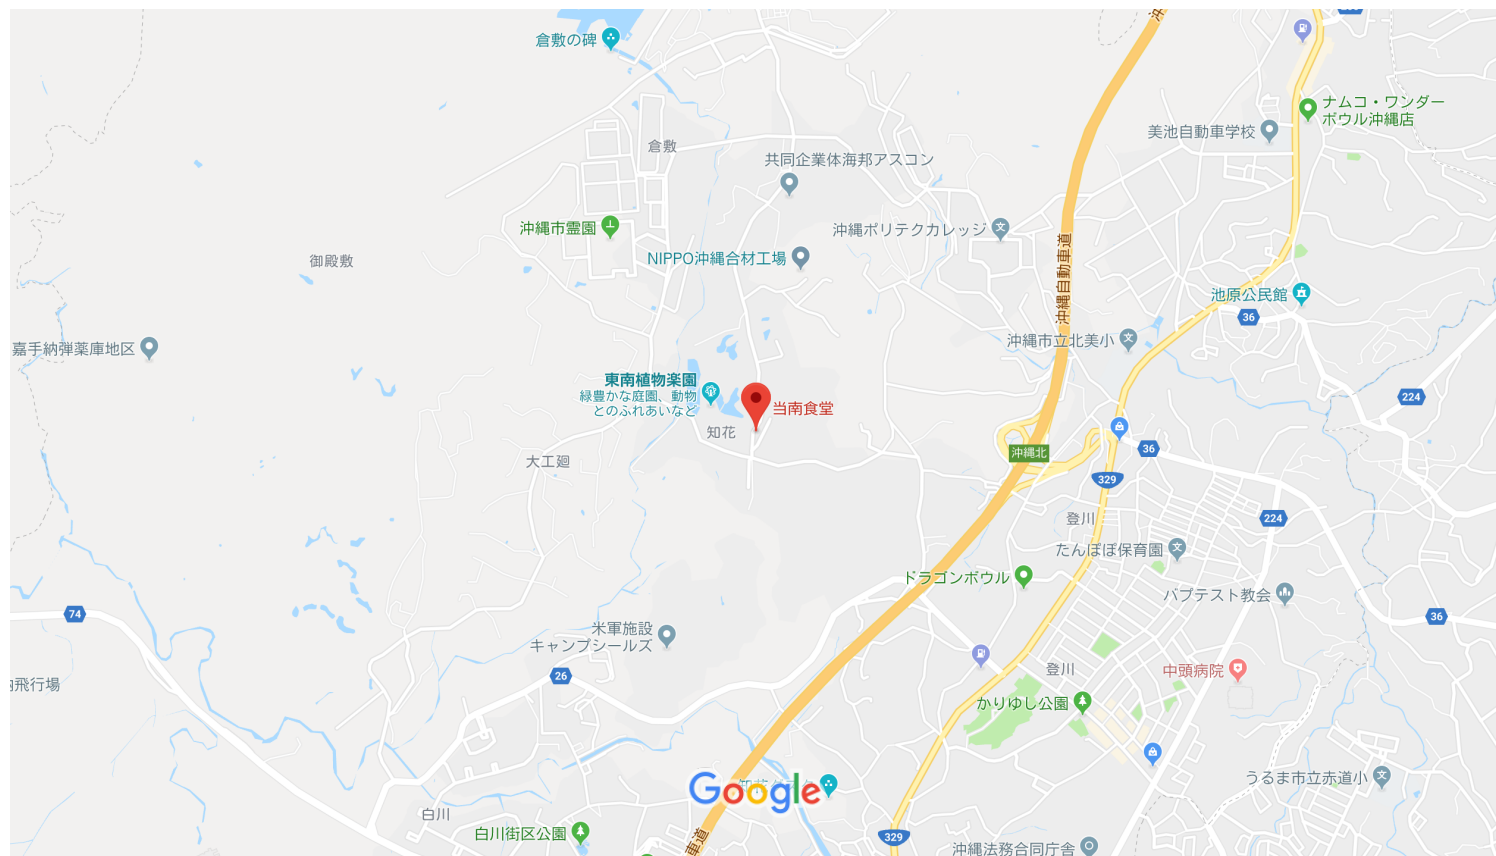 沖
倉敷の碑
ナムコ・ワンダー
ボウル沖縄店
美池自動車学校
倉敷
共同企業体海邦アスコン
沖縄市霊園
沖縄ポリテクカレッジ
沖縄自動車道
御殿敷
NIPPO沖縄合材工場
池原公民館
36
沖縄市立北美小
嘉手納弾薬庫地区
東南植物楽園
緑豊かな庭園、動物
とのふれあいなど
当南食堂
224
知花
沖縄北
36
大工廻
329
登川
224
たんぽぽ保育園
ドラゴンボウル
バプテスト教会
74
36
米軍施設
キャンプシールズ
登川
中頭病院
26
飛行場
かりゆし公園
うるま市立赤道小
Google
白川
白川街区公園
車道
329
沖縄法務合同庁舎